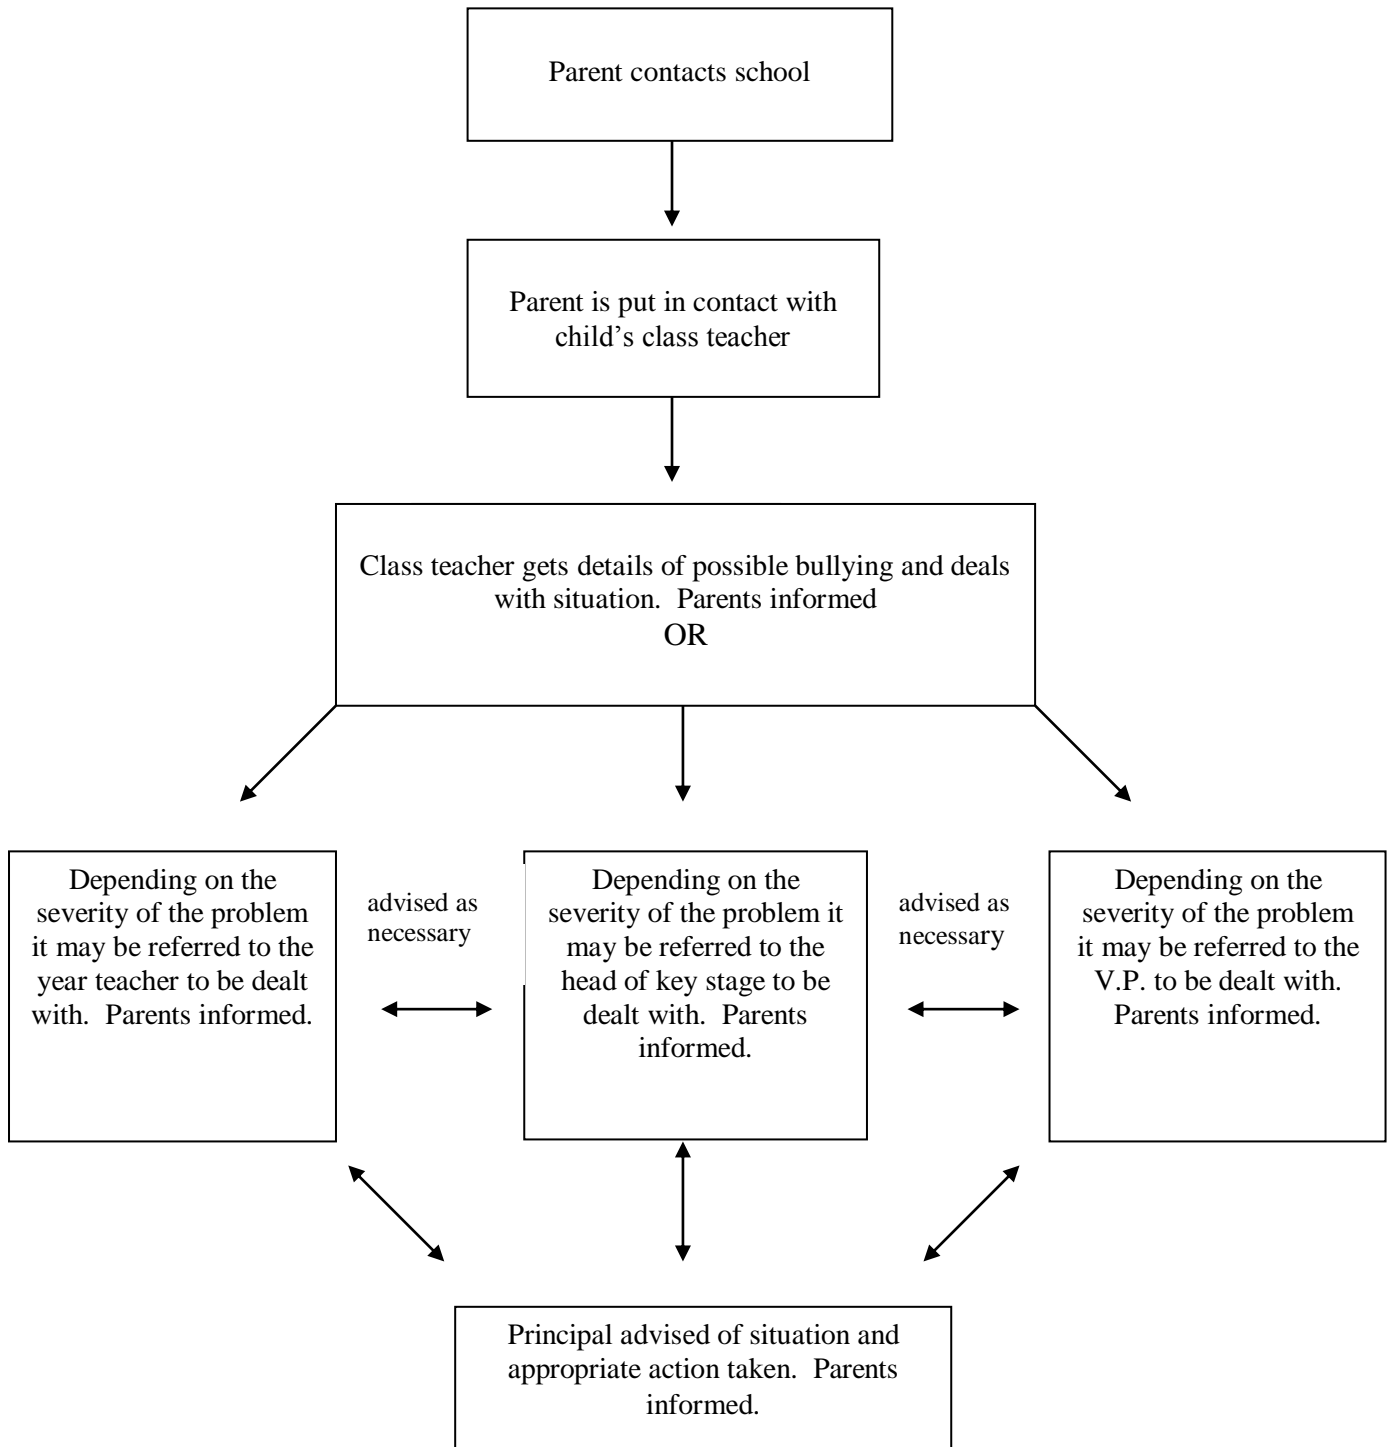 Parent contacts school
Parent is put in contact with
child’s class teacher
Class teacher gets details of possible bullying and deals
with situation.  Parents informed
OR
Depending on the
severity of the problem
it may be referred to the
year teacher to be dealt
with.  Parents informed.
advised as
necessary
Depending on the
severity of the problem it
may be referred to the
head of key stage to be
dealt with.  Parents
informed.
advised as
necessary
Depending on the
severity of the problem
it may be referred to the
V.P. to be dealt with.
Parents informed.
Principal advised of situation and
appropriate action taken.  Parents
informed.